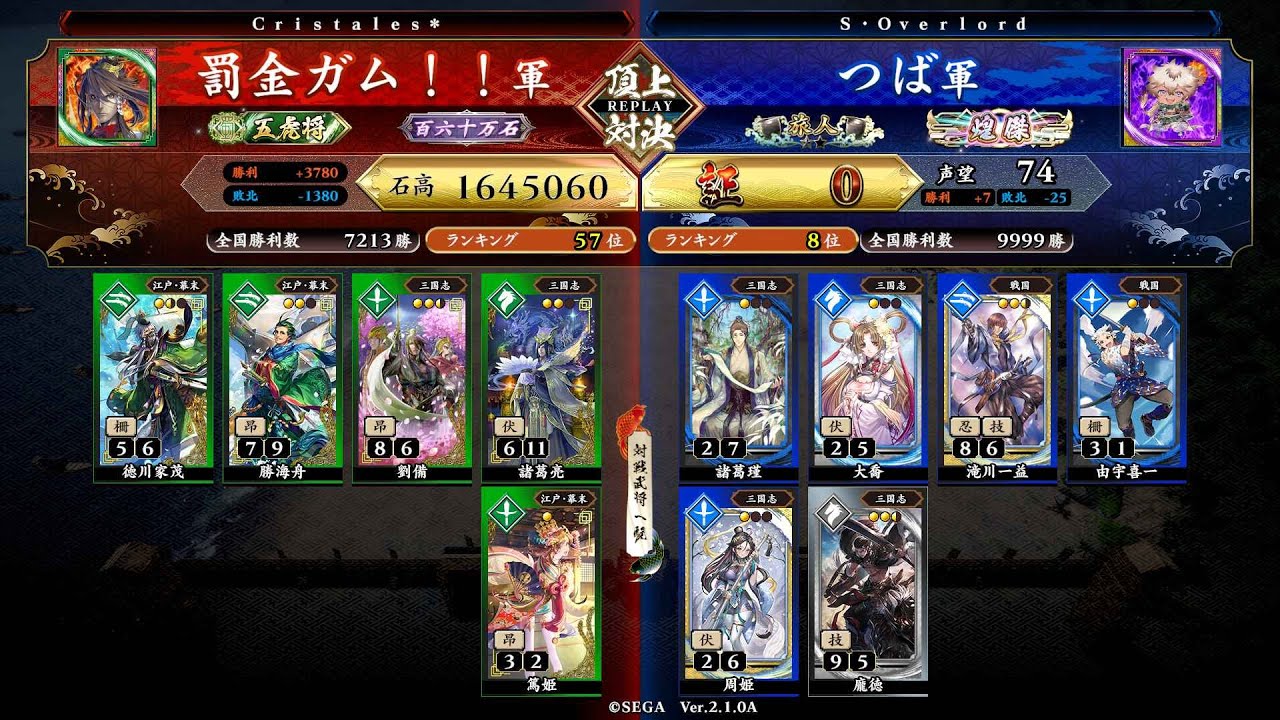 Cristales*
S・Overlord
罰金ガム！！軍
頂上
REPLAY
対決
つば軍
五虎将
百六十万石
旅人
煌傑
勝利 +3780
敗北 -1380
石高 1645060
証 0
声望 74
勝利 +7 敗北 -25
全国勝利数 7213勝
ランキング 57位
ランキング 8位
全国勝利数 9999勝
江戸・幕末
柵
5 6
徳川家茂
江戸・幕末
昂
7 9
勝海舟
三国志
昂
8 6
劉備
三国志
伏
6 11
諸葛亮
三国志
2 7
諸葛瑾
三国志
伏
2 5
大喬
戦国
忍 技
8 6
滝川一益
戦国
柵
3 1
由宇喜一
対戦武将一覧
江戸・幕末
昂
3 2
篤姫
三国志
伏
2 6
周姫
三国志
技
9 5
龐徳
©SEGA Ver.2.1.0A